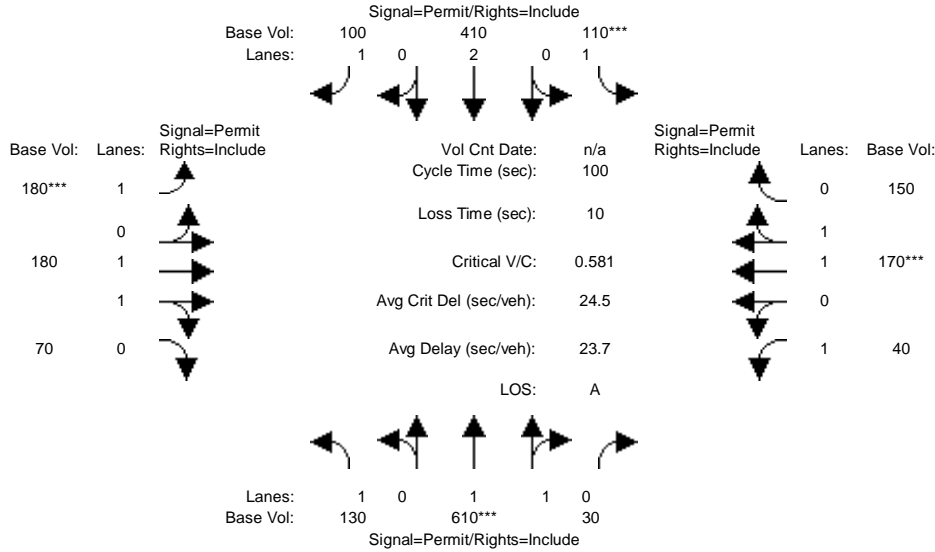 Signal=Permit/Rights=Include
Base Vol: 100 410 110***
Lanes: 1 0 2 0 1
Signal=Permit
Base Vol: Lanes: Rights=Include
Vol Cnt Date: n/a
Signal=Permit
Rights=Include Lanes: Base Vol:
Cycle Time (sec): 100
180*** 1
0 150
Loss Time (sec): 10
0
1
180 1
Critical V/C: 0.581
1 170***
1
Avg Crit Del (sec/veh): 24.5
0
70 0
Avg Delay (sec/veh): 23.7
1 40
LOS: A
Lanes: 1 0 1 1 0
Base Vol: 130 610*** 30
Signal=Permit/Rights=Include